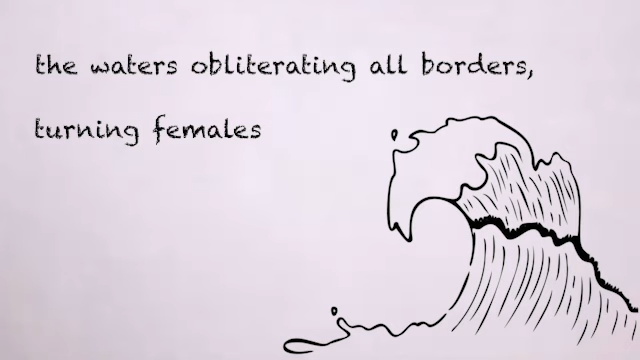 the waters obliterating all borders,
turning females